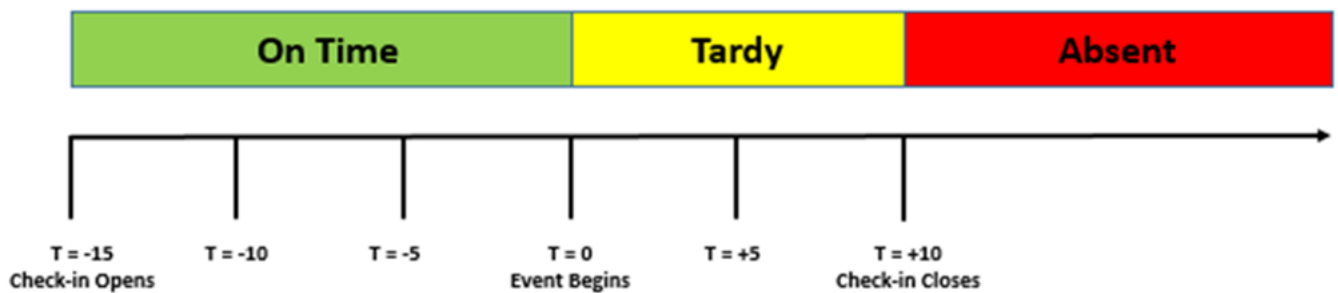 On Time
Tardy
Absent
T = -15
Check-in Opens
T = -10
T = -5
T = 0
Event Begins
T = +5
T = +10
Check-in Closes